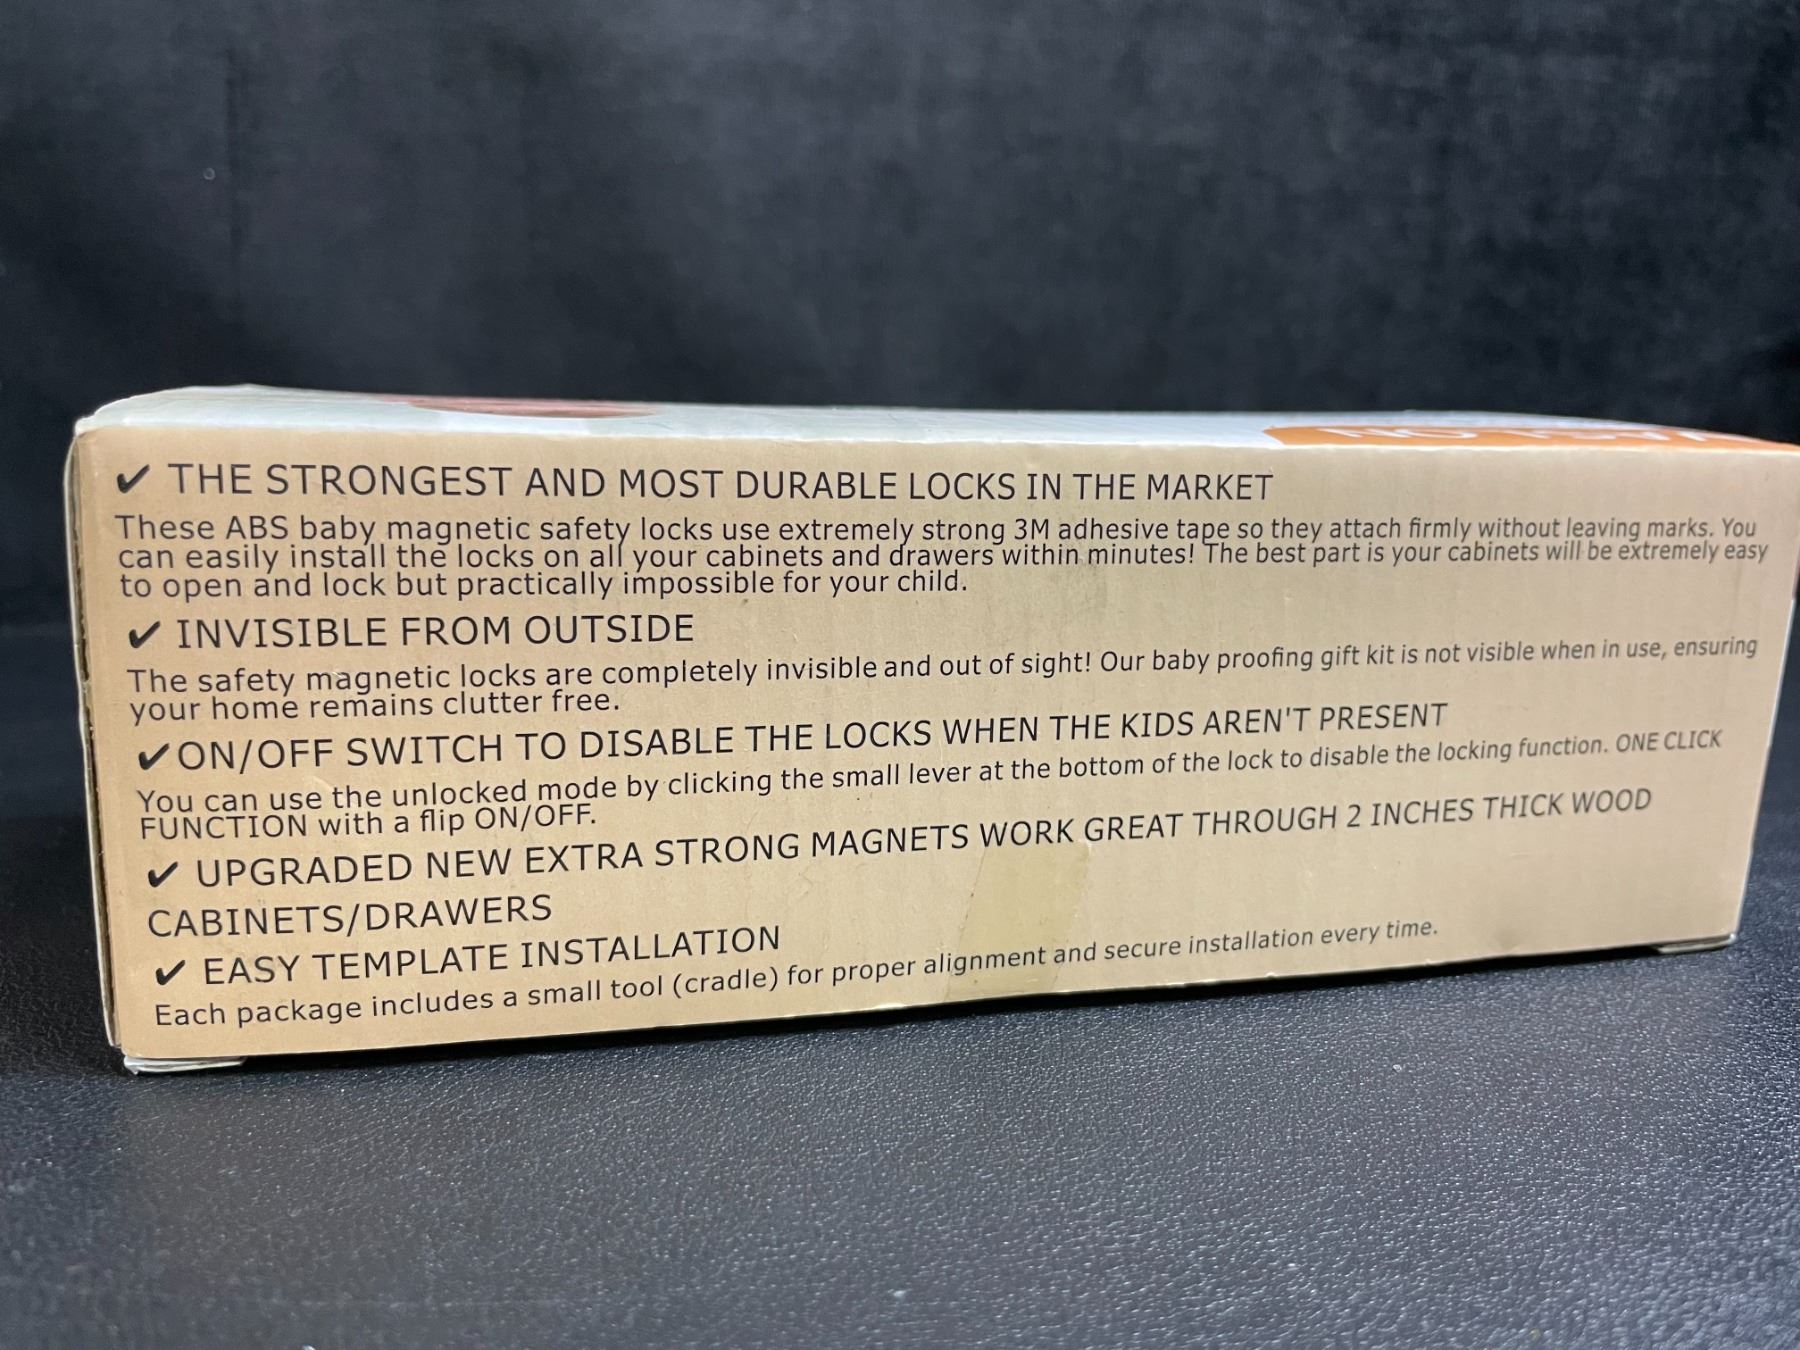 ✔ THE STRONGEST AND MOST DURABLE LOCKS IN THE MARKET
These ABS baby magnetic safety locks use extremely strong 3M adhesive tape so they attach firmly without leaving marks. You
can easily install the locks on all your cabinets and drawers within minutes! The best part is your cabinets will be extremely easy
to open and lock but practically impossible for your child.
✔ INVISIBLE FROM OUTSIDE
The safety magnetic locks are completely invisible and out of sight! Our baby proofing gift kit is not visible when in use, ensuring
your home remains clutter free.
✔ON/OFF SWITCH TO DISABLE THE LOCKS WHEN THE KIDS AREN'T PRESENT
You can use the unlocked mode by clicking the small lever at the bottom of the lock to disable the locking function. ONE CLICK
FUNCTION with a flip ON/OFF.
✔ UPGRADED NEW EXTRA STRONG MAGNETS WORK GREAT THROUGH 2 INCHES THICK WOOD
CABINETS/DRAWERS
✔ EASY TEMPLATE INSTALLATION
Each package includes a small tool (cradle) for proper alignment and secure installation every time.